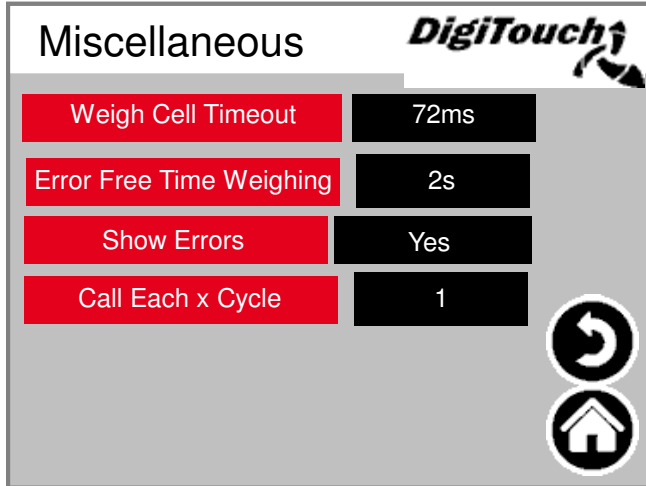 Miscellaneous
DigiTouch
Weigh Cell Timeout 72ms
Error Free Time Weighing 2s
Show Errors Yes
Call Each x Cycle 1